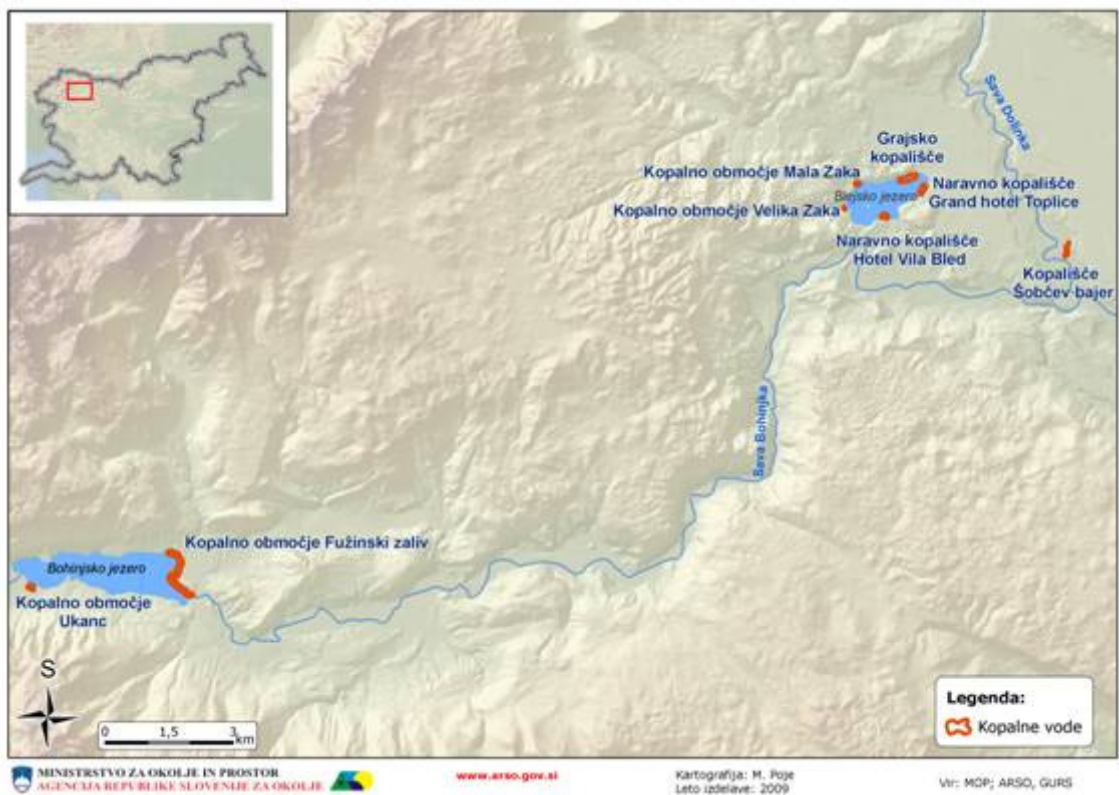 Sava Dolinka
Grajsko
kopališče
Kopalno območje Mala Zaka
Blejsko jezero
Naravno kopališče
Grand hotel Toplice
Kopalno območje Velika Zaka
Naravno kopališče
Hotel Vila Bled
Kopališče
Šobčev bajer
Sava Bohinjka
Kopalno območje Fužinski zaliv
Bohinjsko jezero
Kopalno območje
Ukanc
S
0 1,5 3
km
Legenda:
Kopalne vode
MINISTRSTVO ZA OKOLJE IN PROSTOR
AGENCIJA REPUBLIKE SLOVENIJE ZA OKOLJE
www.arso.gov.si
Kartografija: M. Poje
Leto izdelave: 2009
Vir: MOP; ARSO, GURS